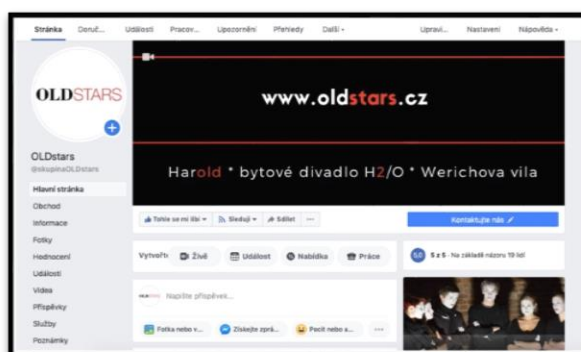 Stránka Doruč... Události Pracov... Upozornění Přehledy Další Upravi... Nastavení Nápověda
OLDSTARS
www.oldstars.cz
Harold * bytové divadlo H2/O * Werichova vila
OLDstars
@skupinaOLDstars
Hlavní stránka
Obchod
Informace
Fotky
Hodnocení
Události
Videa
Příspěvky
Služby
Poznámky
Tohle se mi líbí Sleduji Sdílet ...
Kontaktujte nás
Vytvořte Živě Událost Nabídka Práce
5,0 5 z 5 · Na základě názoru 19 lidí
Napište příspěvek...
Fotka nebo v... Získejte zprá... Pocit nebo a... ...